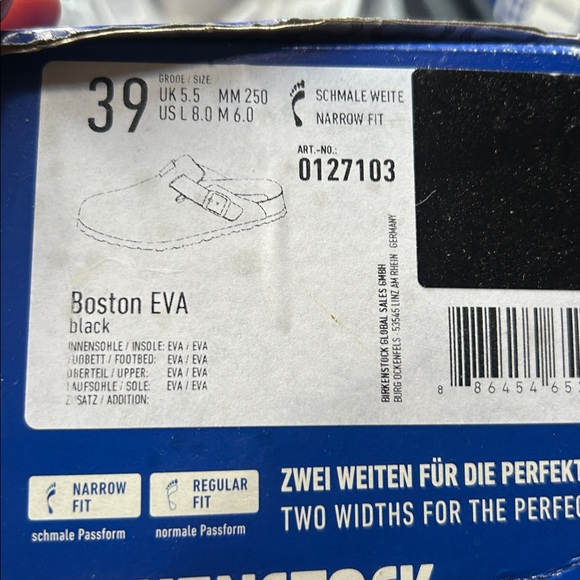 39
GRÖßE / SIZE
UK 5.5 MM 250
US L 8.0 M 6.0
SCHMALE WEITE
NARROW FIT
ART.-NO.:
0127103
Boston EVA
black
INNENSOHLE / INSOLE: EVA / EVA
FUßBETT / FOOTBED: EVA / EVA
OBERTEIL / UPPER: EVA / EVA
LAUFSOHLE / SOLE: EVA / EVA
ZUSATZ / ADDITION:
BIRKENSTOCK GLOBAL SALES GMBH
BURG OCKENFELS · 53545 LINZ AM RHEIN · GERMANY
8 86454 65
NARROW
FIT
schmale Passform
REGULAR
FIT
normale Passform
ZWEI WEITEN FÜR DIE PERFEKT
TWO WIDTHS FOR THE PERFEC